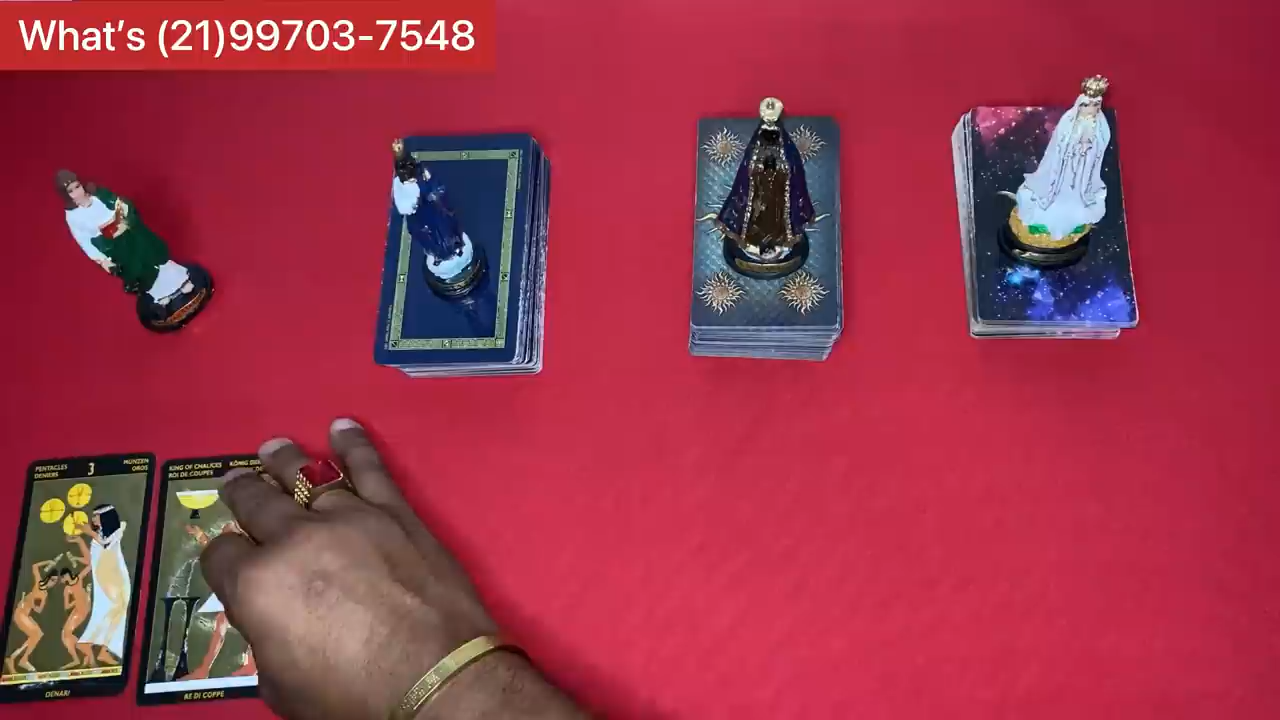 What's (21)99703-7548
PENTACLES
DENIERS
3
MÜNZEN
OROS
DENARI
KING OF CHALICES
ROI DE COUPES
RE DI COPPE